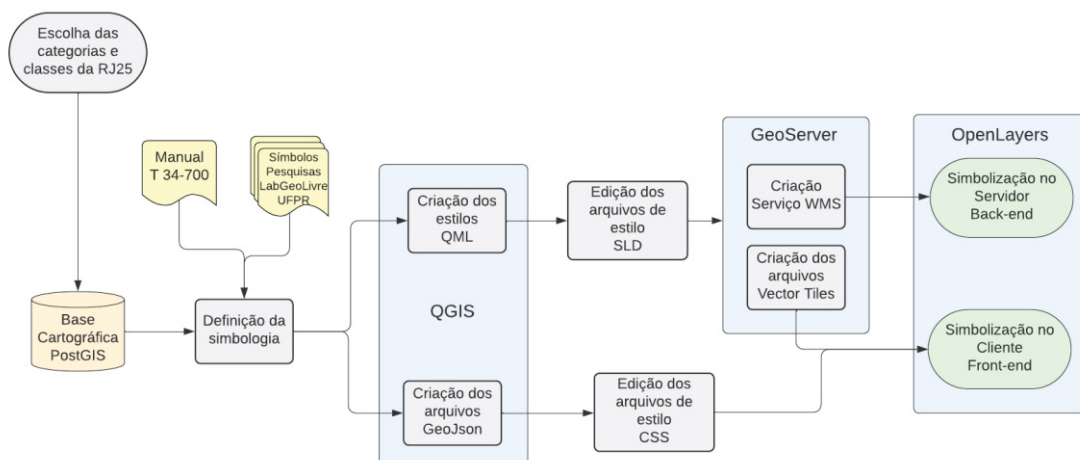 Escolha das
categorias e
classes da RJ25
Manual
T 34-700
Símbolos
Pesquisas
LabGeoLivre
UFPR
Base
Cartográfica
PostGIS
Definição da
simbologia
QGIS
Criação dos
estilos
QML
Criação dos
arquivos
GeoJson
Edição dos
arquivos de
estilo
SLD
Edição dos
arquivos de
estilo
CSS
GeoServer
Criação
Serviço WMS
Criação dos
arquivos
Vector Tiles
OpenLayers
Simbolização no
Servidor
Back-end
Simbolização no
Cliente
Front-end